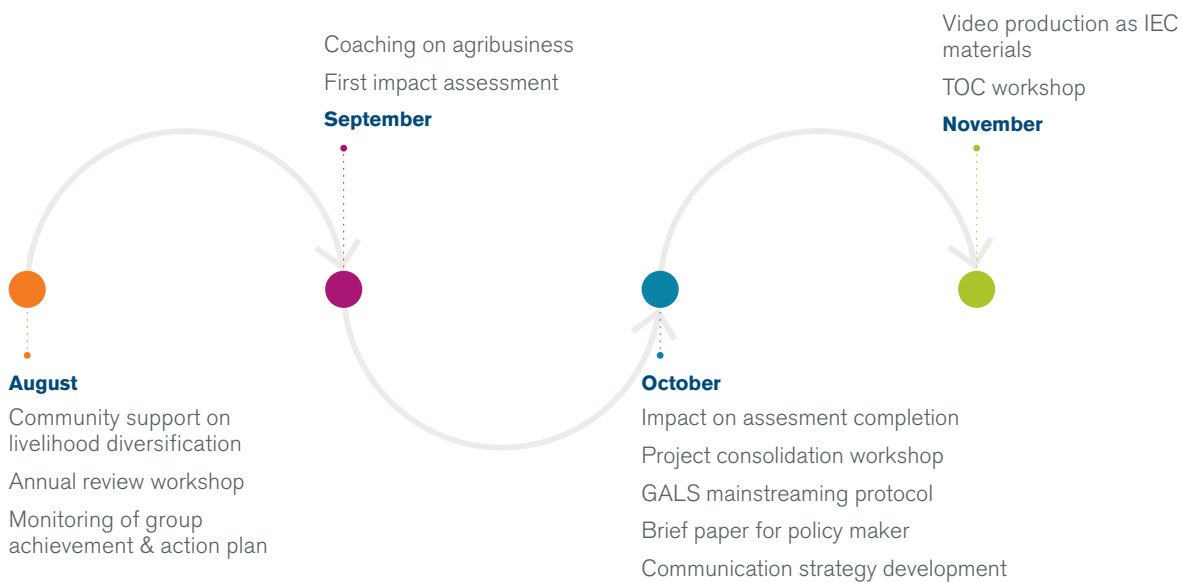 August
Community support on
livelihood diversification
Annual review workshop
Monitoring of group
achievement & action plan
Coaching on agribusiness
First impact assessment
September
October
Impact on assesment completion
Project consolidation workshop
GALS mainstreaming protocol
Brief paper for policy maker
Communication strategy development
Video production as IEC
materials
TOC workshop
November